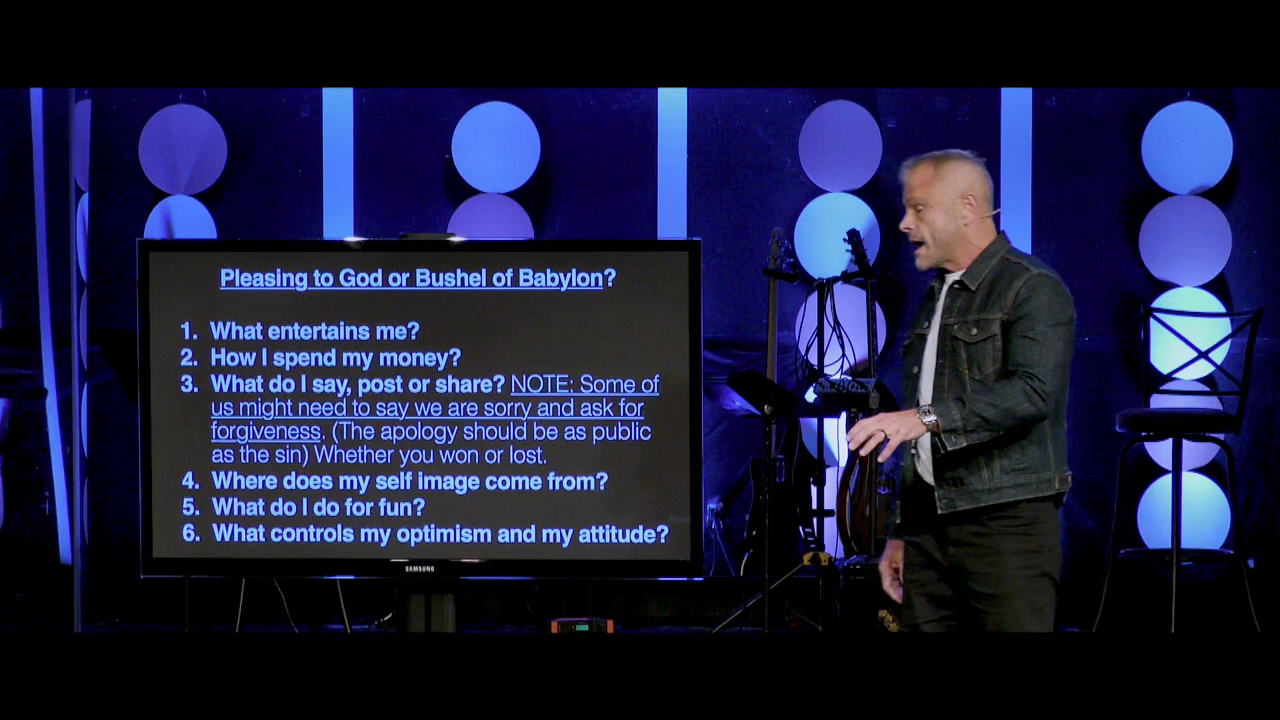 Pleasing to God or Bushel of Babylon?
1. What entertains me?
2. How I spend my money?
3. What do I say, post or share? NOTE: Some of
us might need to say we are sorry and ask for
forgiveness. (The apology should be as public
as the sin) Whether you won or lost.
4. Where does my self image come from?
5. What do I do for fun?
6. What controls my optimism and my attitude?
SAMSUNG